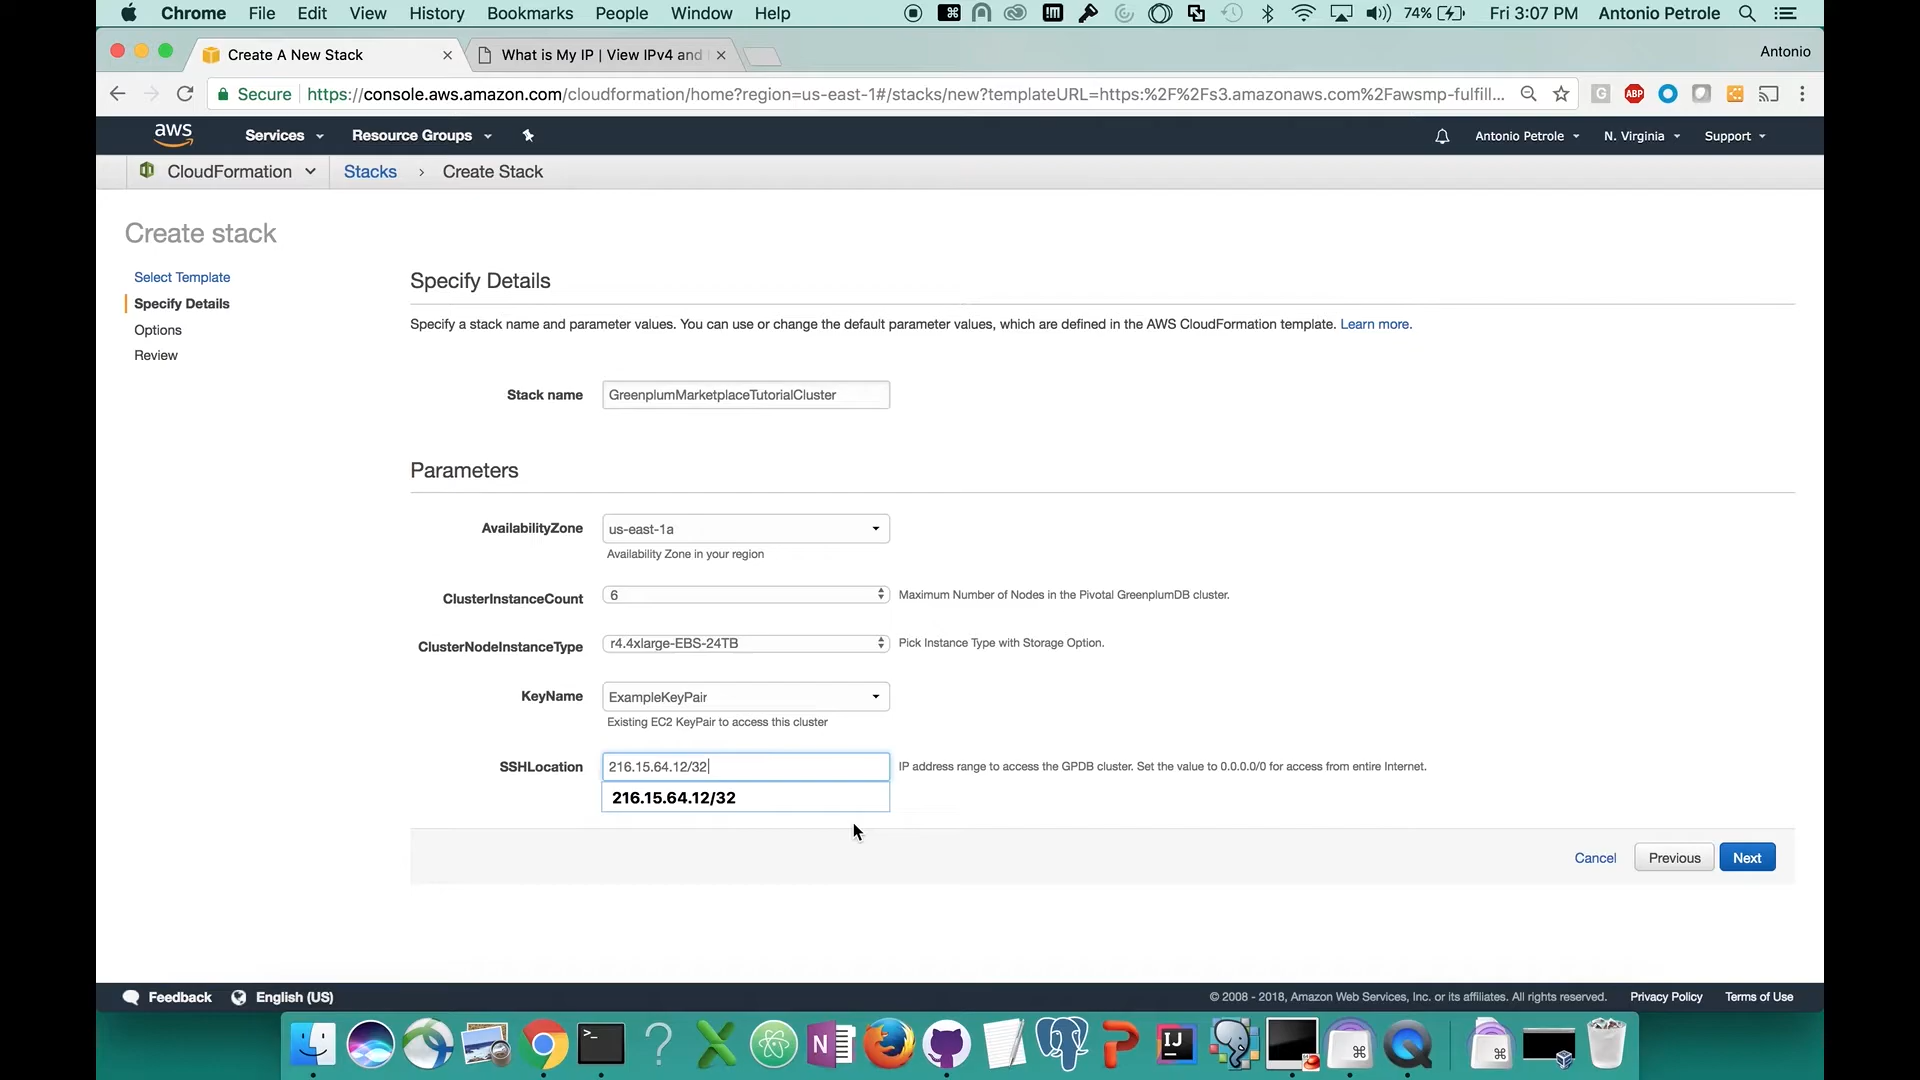 Chrome File Edit View History Bookmarks People Window Help 74% Fri 3:07 PM Antonio Petrole
Create A New Stack What is My IP | View IPv4 and Antonio
Secure https://console.aws.amazon.com/cloudformation/home?region=us-east-1#/stacks/new?templateURL=https:%2F%2Fs3.amazonaws.com%2Fawsmp-fulfill... G ABP
aws Services Resource Groups Antonio Petrole N. Virginia Support
CloudFormation Stacks › Create Stack
Create stack
Select Template
Specify Details
Options
Review
Specify Details
Specify a stack name and parameter values. You can use or change the default parameter values, which are defined in the AWS CloudFormation template. Learn more.
Stack name GreenplumMarketplaceTutorialCluster
Parameters
AvailabilityZone us-east-1a
Availability Zone in your region
ClusterInstanceCount 6 Maximum Number of Nodes in the Pivotal GreenplumDB cluster.
ClusterNodeInstanceType r4.4xlarge-EBS-24TB Pick Instance Type with Storage Option.
KeyName ExampleKeyPair
Existing EC2 KeyPair to access this cluster
SSHLocation 216.15.64.12/32 IP address range to access the GPDB cluster. Set the value to 0.0.0.0/0 for access from entire Internet.
216.15.64.12/32
Cancel Previous Next
Feedback English (US) © 2008 - 2018, Amazon Web Services, Inc. or its affiliates. All rights reserved. Privacy Policy Terms of Use